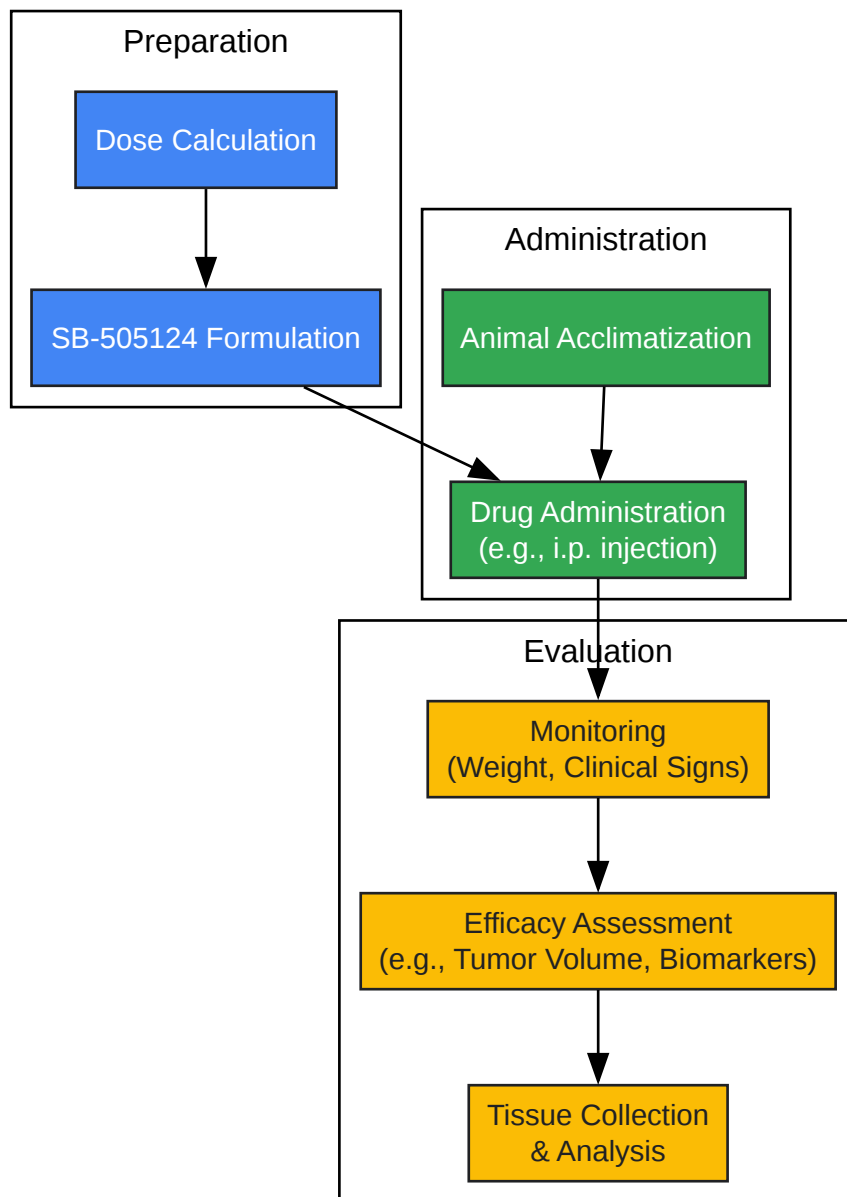 Preparation
Dose Calculation
SB-505124 Formulation
Administration
Animal Acclimatization
Drug Administration
(e.g., i.p. injection)
Evaluation
Monitoring
(Weight, Clinical Signs)
Efficacy Assessment
(e.g., Tumor Volume, Biomarkers)
Tissue Collection
& Analysis